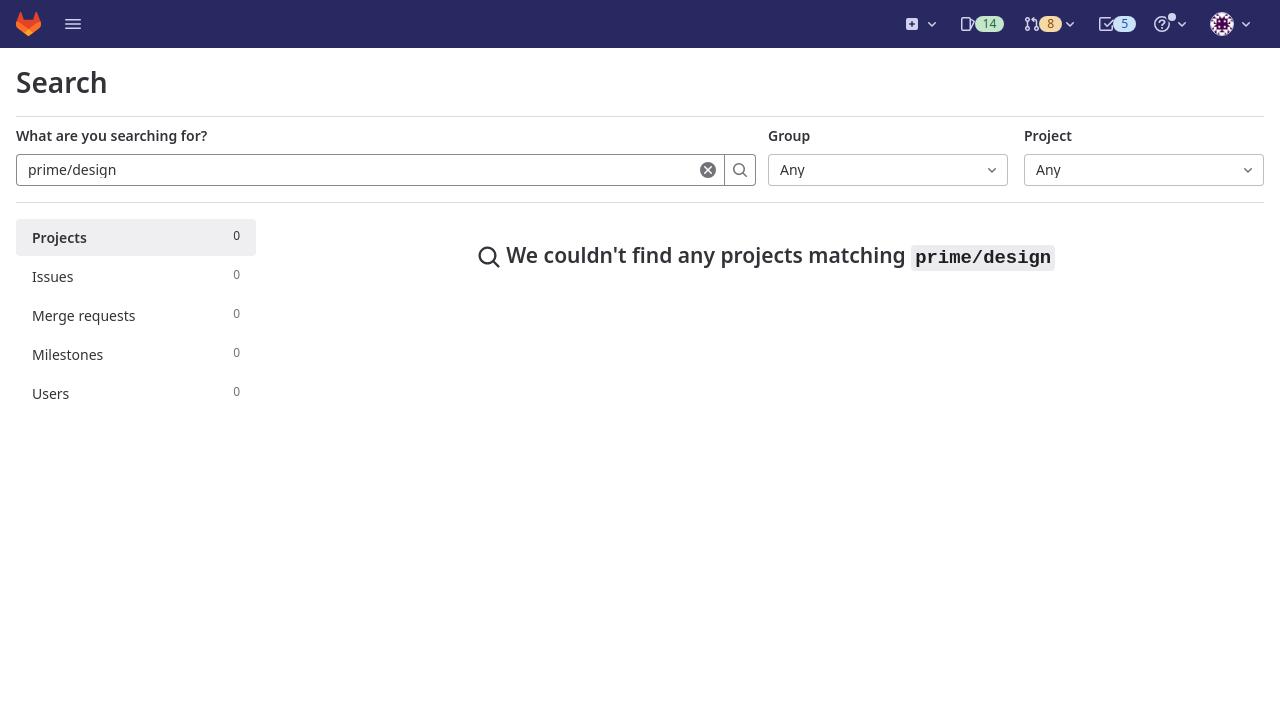 14
8
5
Search
What are you searching for?
Group
Project
prime/design
Any
Any
Projects 0
Issues 0
Merge requests 0
Milestones 0
Users 0
We couldn't find any projects matching prime/design